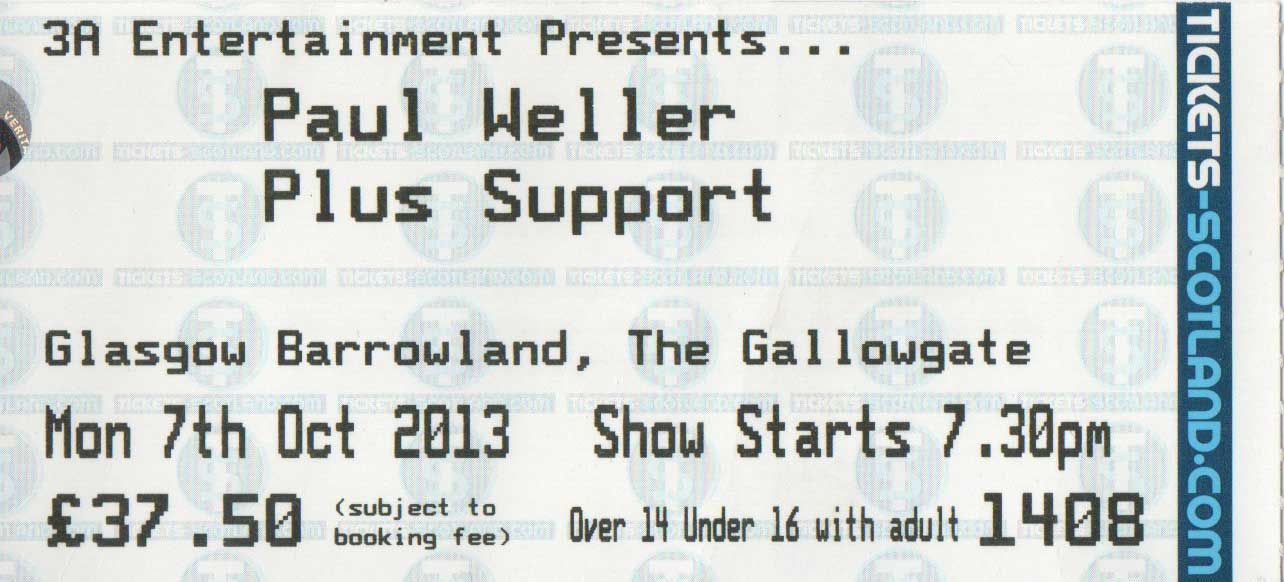 3A Entertainment Presents...
Paul Weller
Plus Support
Glasgow Barrowland, The Gallowgate
Mon 7th Oct 2013 Show Starts 7.30pm
£37.50 (subject to booking fee) Over 14 Under 16 with adult 1408
TICKETS-SCOTLAND.COM